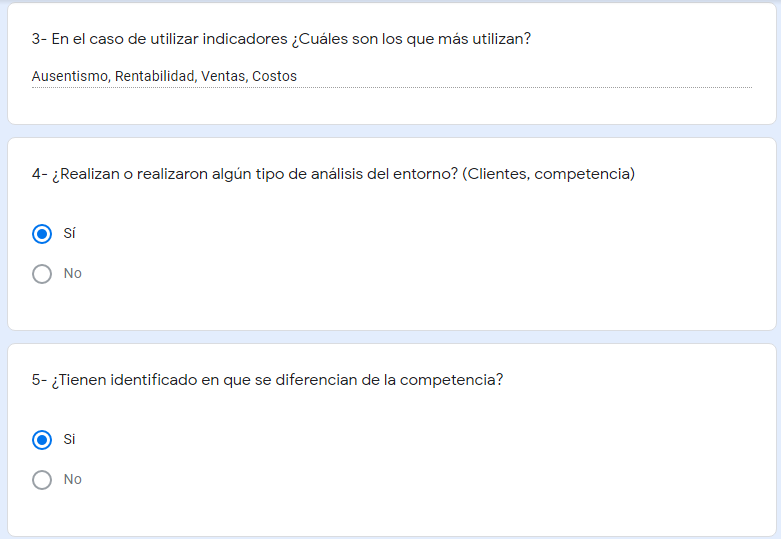 3- En el caso de utilizar indicadores ¿Cuáles son los que más utilizan?
Ausentismo, Rentabilidad, Ventas, Costos
4- ¿Realizan o realizaron algún tipo de análisis del entorno? (Clientes, competencia)
Sí
No
5- ¿Tienen identificado en que se diferencian de la competencia?
Si
No